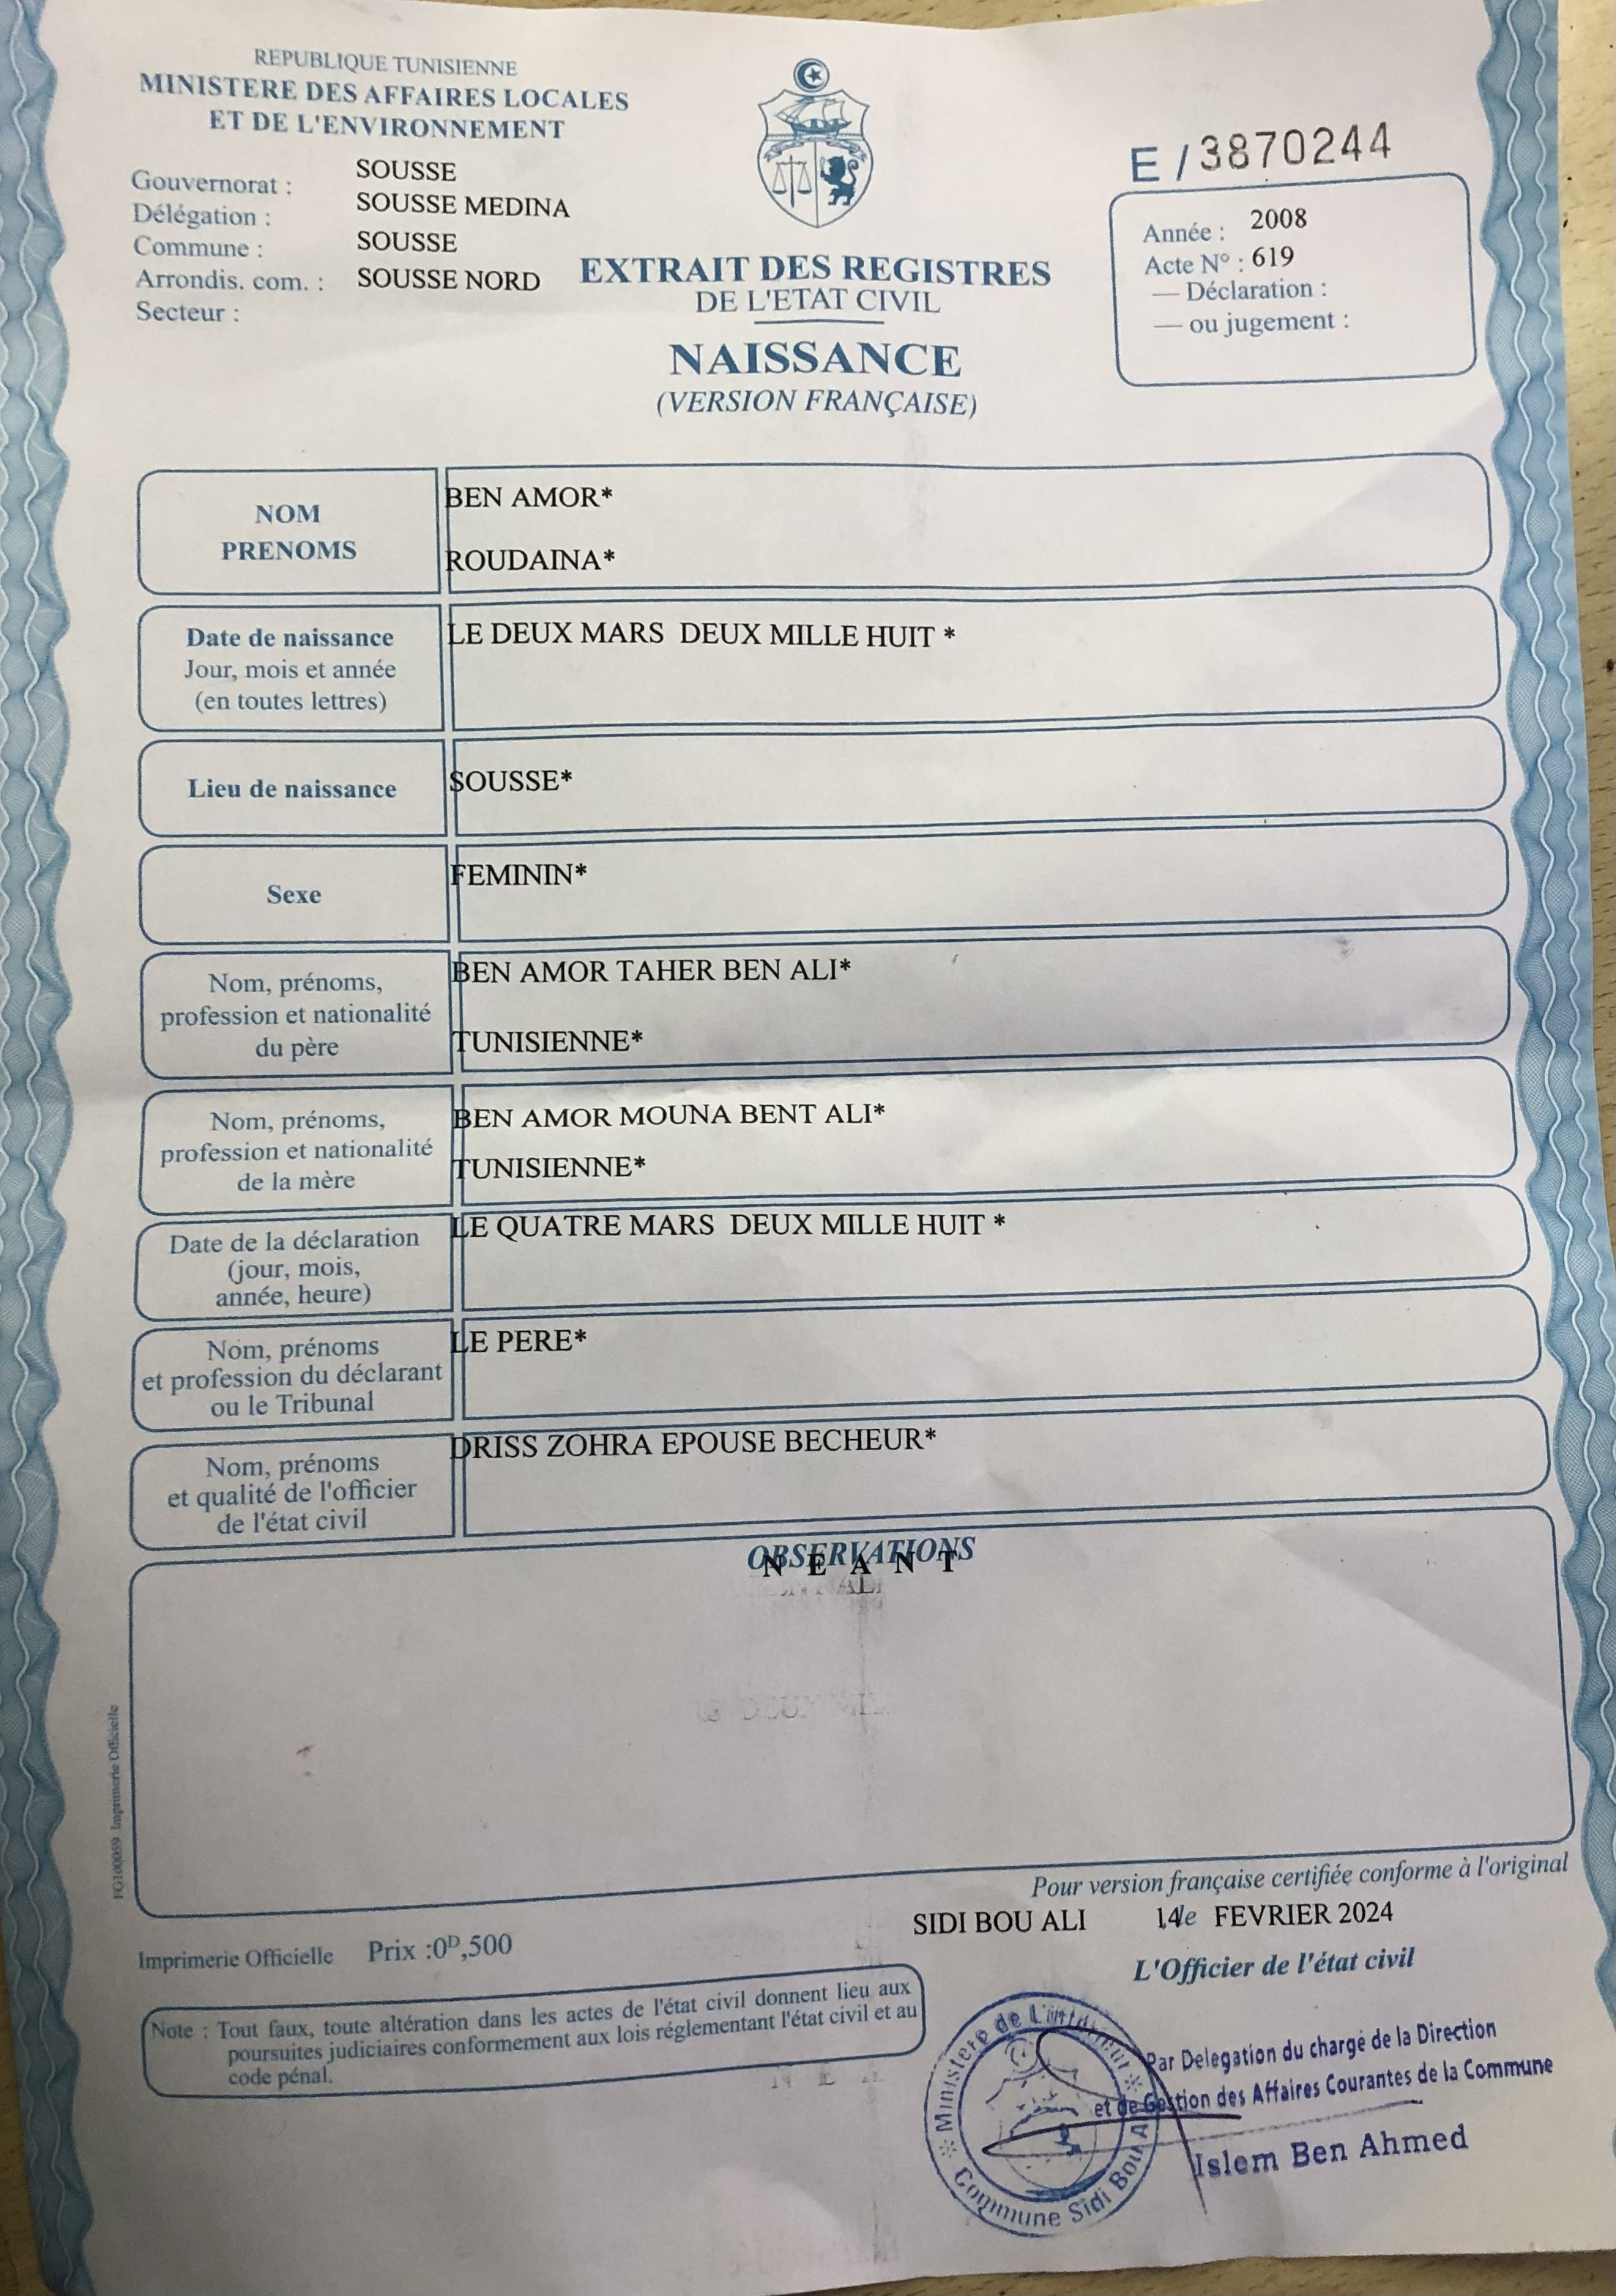 REPUBLIQUE TUNISIENNE
MINISTERE DES AFFAIRES LOCALES
ET DE L'ENVIRONNEMENT
Gouvernorat : SOUSSE
Délégation : SOUSSE MEDINA
Commune : SOUSSE
Arrondis. com. : SOUSSE NORD
Secteur :
E / 3870244
Année : 2008
Acte N° : 619
— Déclaration :
— ou jugement :
EXTRAIT DES REGISTRES
DE L'ETAT CIVIL
NAISSANCE
(VERSION FRANÇAISE)
NOM
PRENOMS
BEN AMOR*
ROUDAINA*
Date de naissance
Jour, mois et année
(en toutes lettres)
LE DEUX MARS DEUX MILLE HUIT *
Lieu de naissance
SOUSSE*
Sexe
FEMININ*
Nom, prénoms,
profession et nationalité
du père
BEN AMOR TAHER BEN ALI*
TUNISIENNE*
Nom, prénoms,
profession et nationalité
de la mère
BEN AMOR MOUNA BENT ALI*
TUNISIENNE*
Date de la déclaration
(jour, mois,
année, heure)
LE QUATRE MARS DEUX MILLE HUIT *
Nom, prénoms
et profession du déclarant
ou le Tribunal
LE PERE*
Nom, prénoms
et qualité de l'officier
de l'état civil
DRISS ZOHRA EPOUSE BECHEUR*
OBSERVATIONS
N E A N T
FG100059 Imprimerie Officielle
Pour version française certifiée conforme à l'original
SIDI BOU ALI 14 le FEVRIER 2024
Imprimerie Officielle Prix :0ᴰ,500
L'Officier de l'état civil
Note : Tout faux, toute altération dans les actes de l'état civil donnent lieu aux
poursuites judiciaires conformement aux lois réglementant l'état civil et au
code pénal.
Ministere de L'interieur
Commune Sidi Bou Ali
Par Delegation du chargé de la Direction
et de Gestion des Affaires Courantes de la Commune
Islem Ben Ahmed